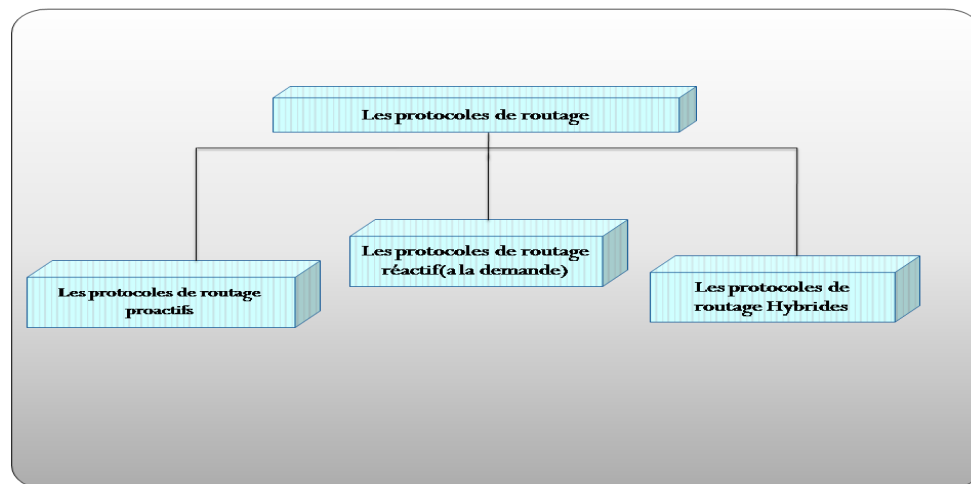 Les protocoles de routage
Les protocoles de routage
réactif(a la demande)
Les protocoles de routage
proactifs
Les protocoles de
routage Hybrides